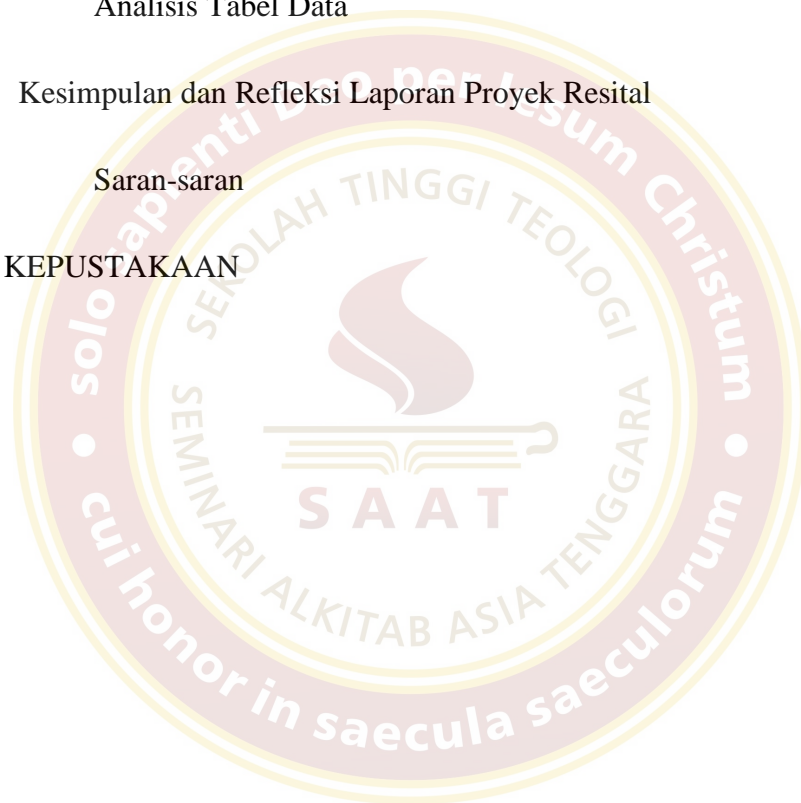 Analisis Tabel Data
Kesimpulan dan Refleksi Laporan Proyek Resital
Saran-saran
KEPUSTAKAAN
solo sapienti Deo per Iesum Christum
cui honor in saecula saeculorum
SEKOLAH TINGGI TEOLOGI
SEMINARI ALKITAB ASIA TENGGARA
SAAT